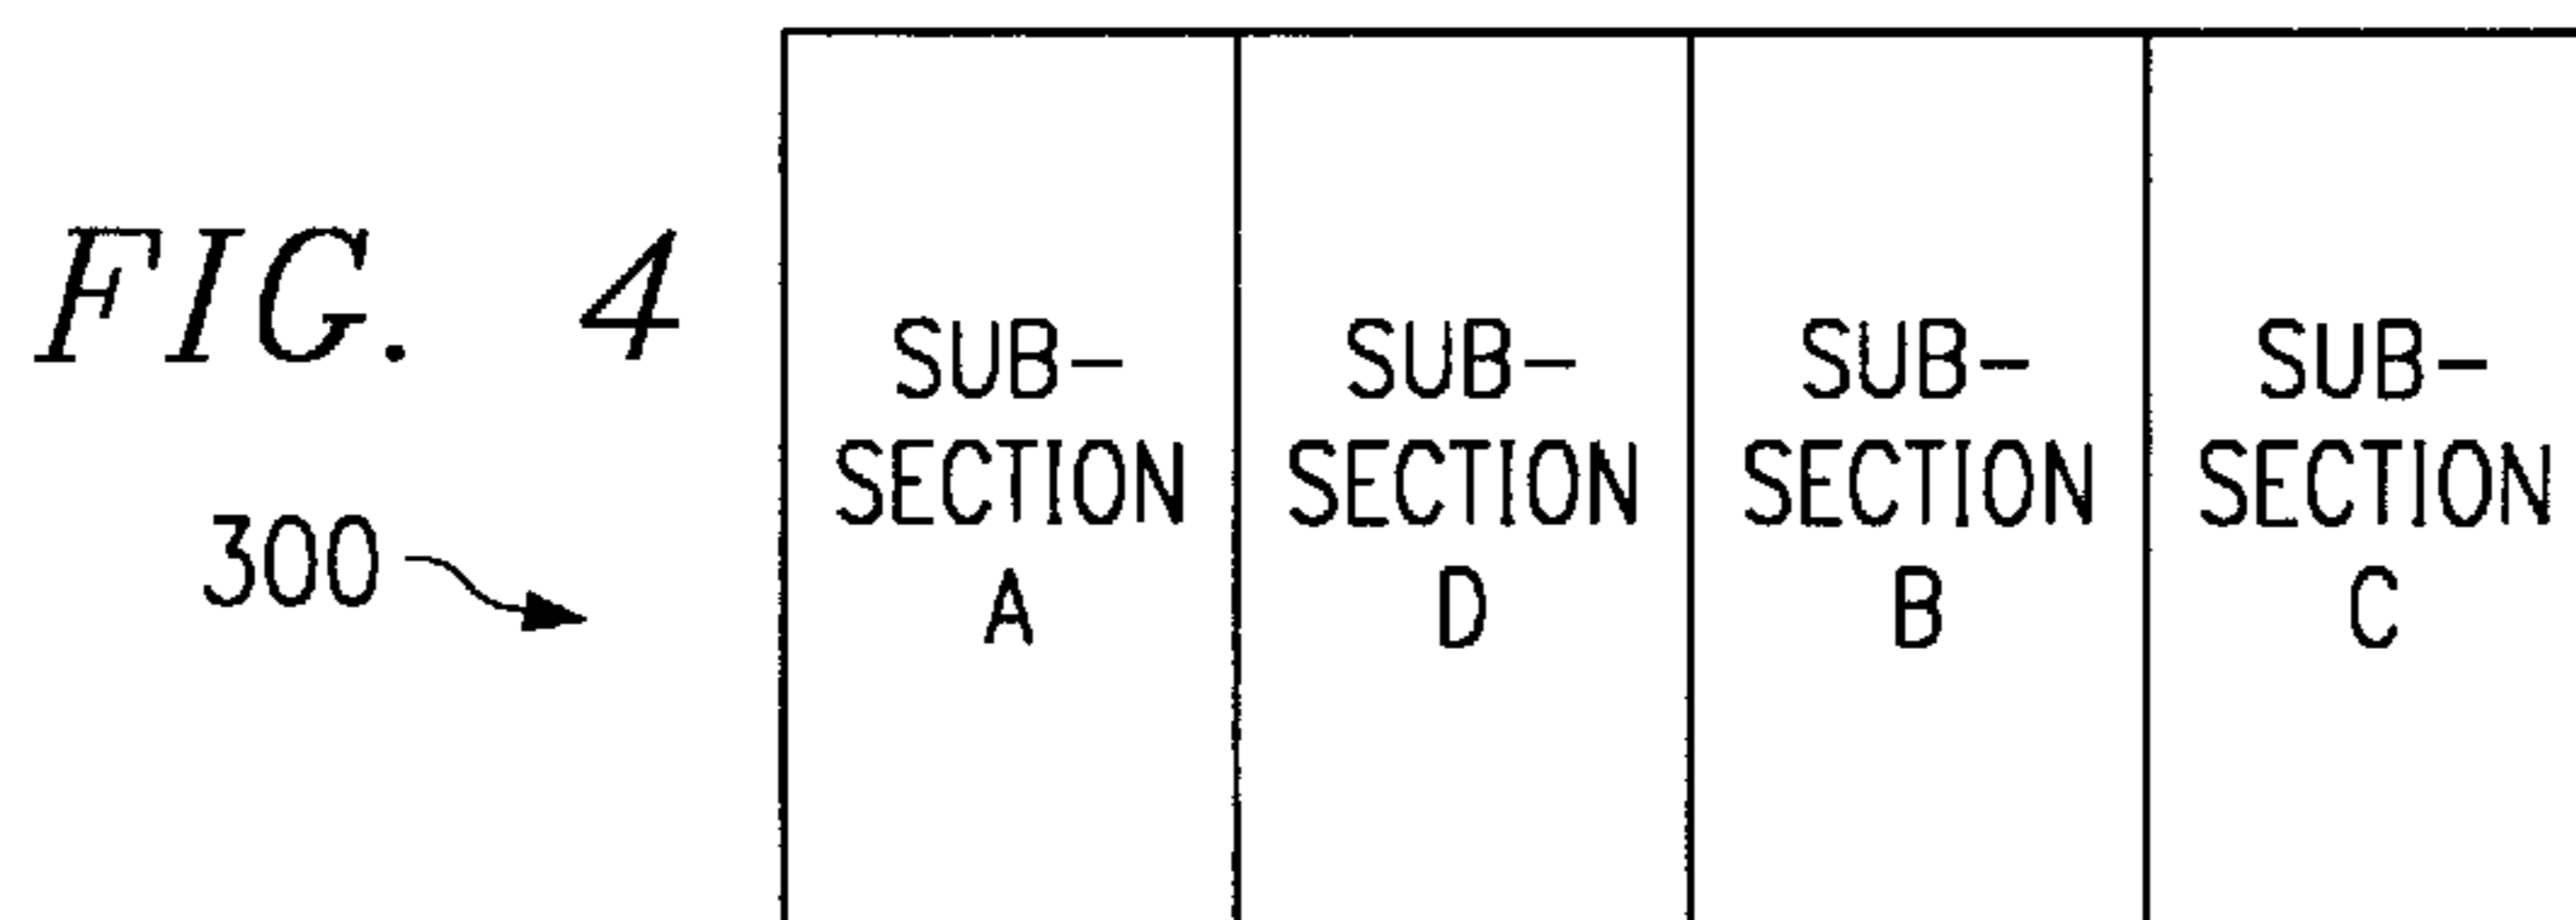 FIG. 4
300
SUB-
SECTION
A
SUB-
SECTION
D
SUB-
SECTION
B
SUB-
SECTION
C